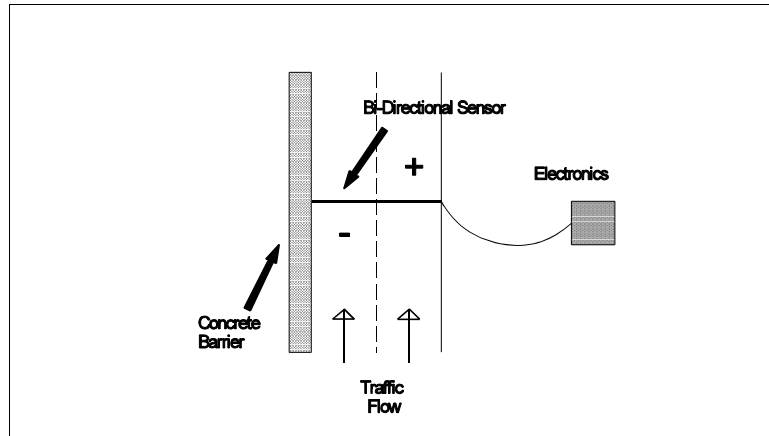 Bi-Directional Sensor
+
Electronics
-
Concrete
Barrier
Traffic
Flow